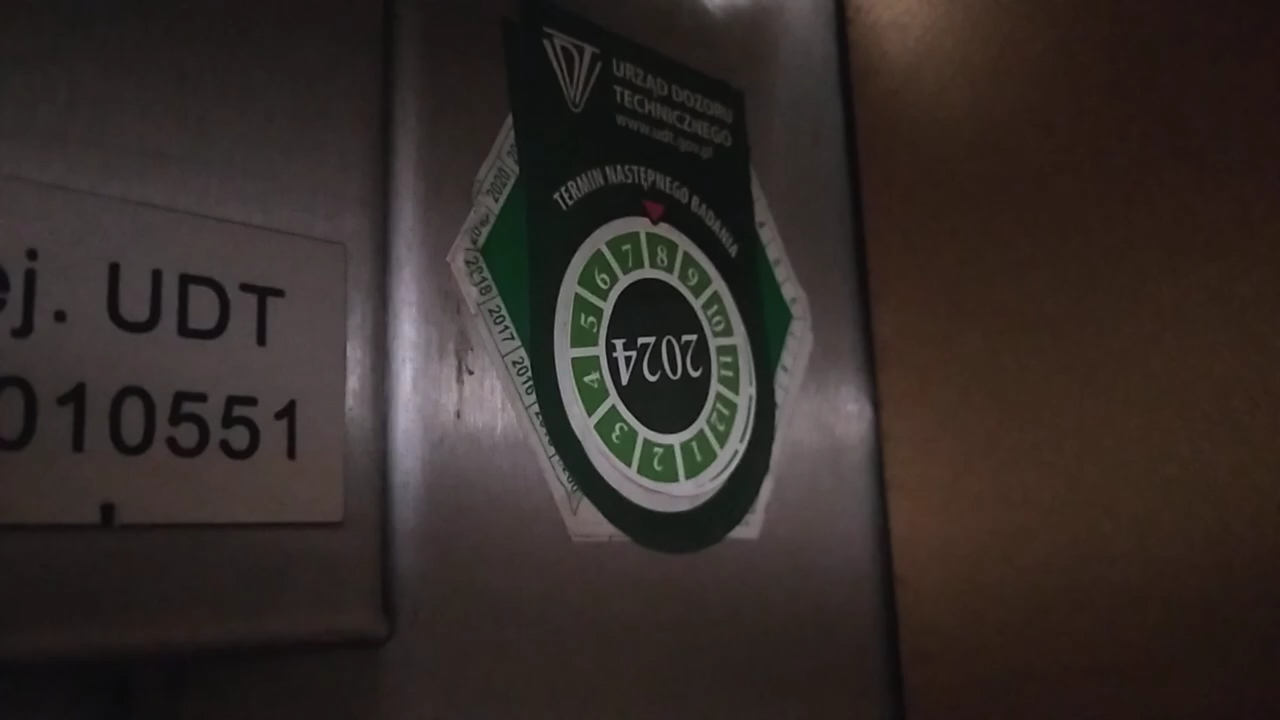 ej. UDT
010551
UDT
URZĄD DOZORU
TECHNICZNEGO
www.udt.gov.pl
TERMIN NASTĘPNEGO BADANIA
1 2 3 4 5 6 7 8 9 10 11 12
2024
2020
2018
2017
2016